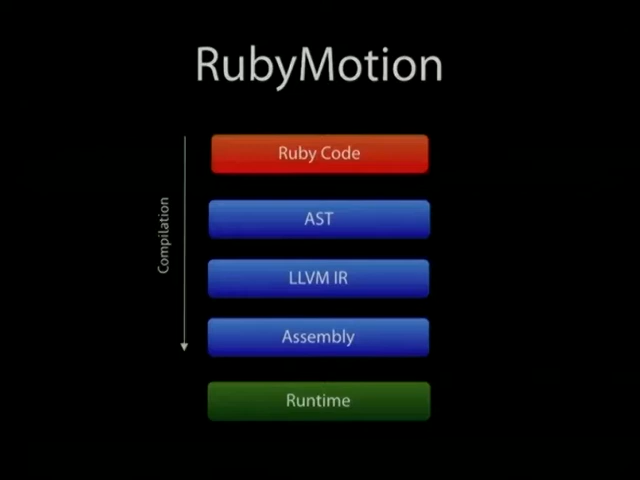 RubyMotion
Compilation
Ruby Code
AST
LLVM IR
Assembly
Runtime